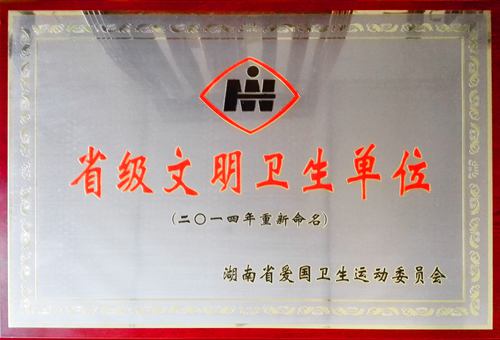 省级文明卫生单位
(二〇一四年重新命名)
湖南省爱国卫生运动委员会